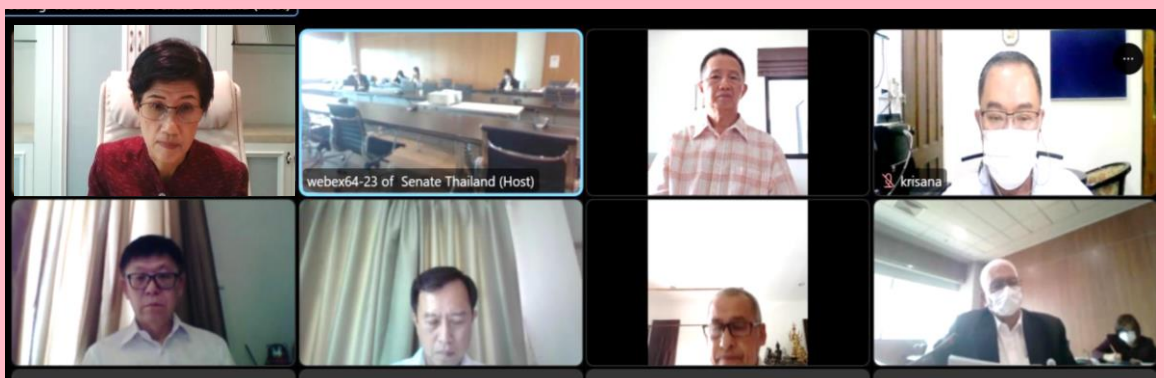 webex64-23 of Senate Thailand (Host)
krisana